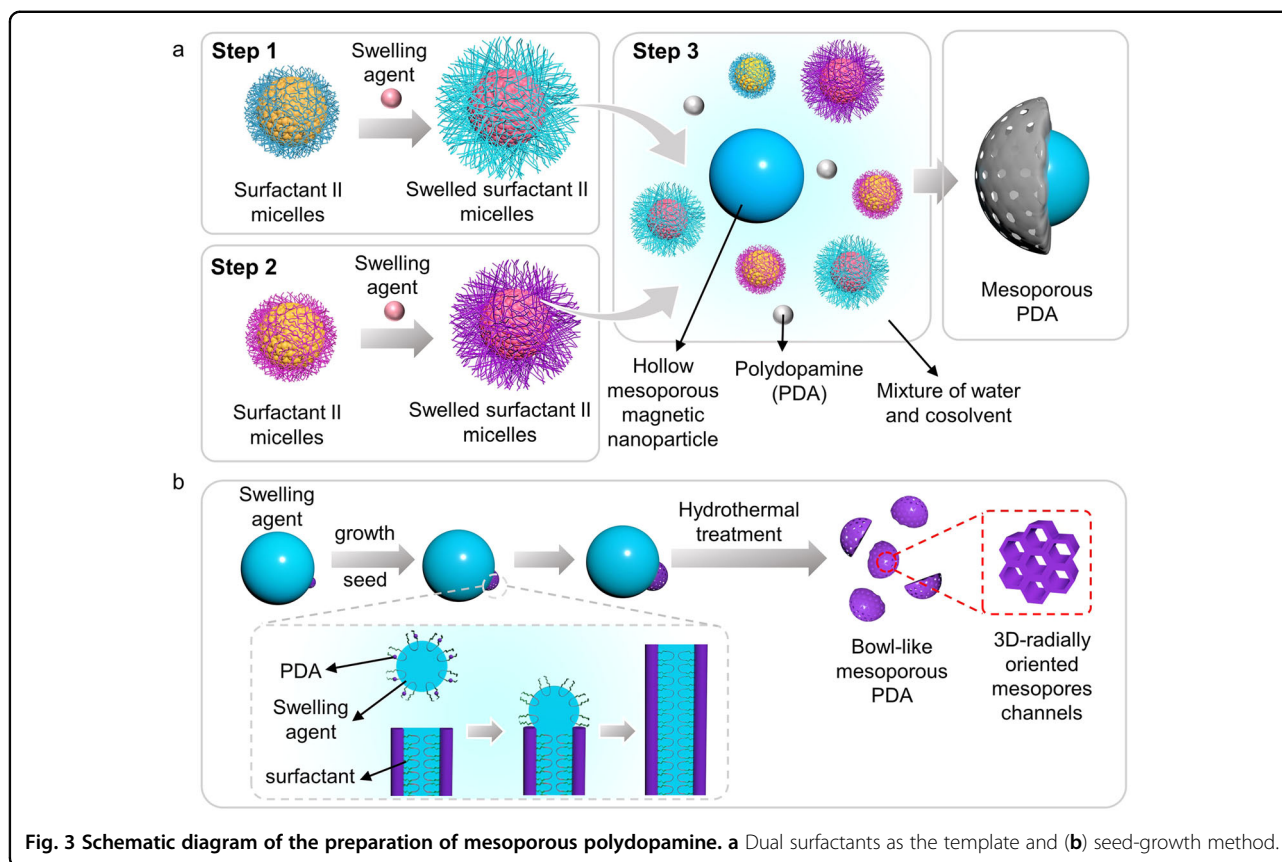 a
Step 1
Swelling
agent
Surfactant II
micelles
Swelled surfactant II
micelles
Step 2
Swelling
agent
Surfactant II
micelles
Swelled surfactant II
micelles
Step 3
Hollow
mesoporous
magnetic
nanoparticle
Polydopamine
(PDA)
Mixture of water
and cosolvent
Mesoporous
PDA
b
Swelling
agent
growth
seed
Hydrothermal
treatment
PDA
Swelling
agent
surfactant
Bowl-like
mesoporous
PDA
3D-radially
oriented
mesopores
channels
Fig. 3 Schematic diagram of the preparation of mesoporous polydopamine. a Dual surfactants as the template and (b) seed-growth method.